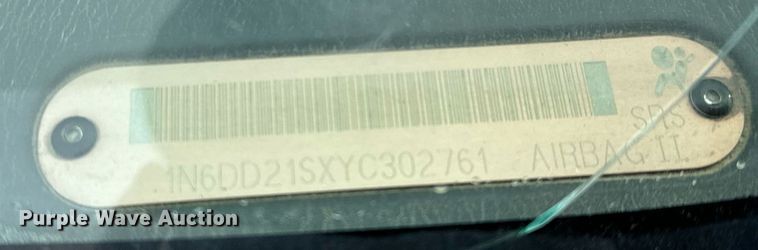 SRS
1N6DD21SXYC302761 AIRBAG II
Purple Wave Auction